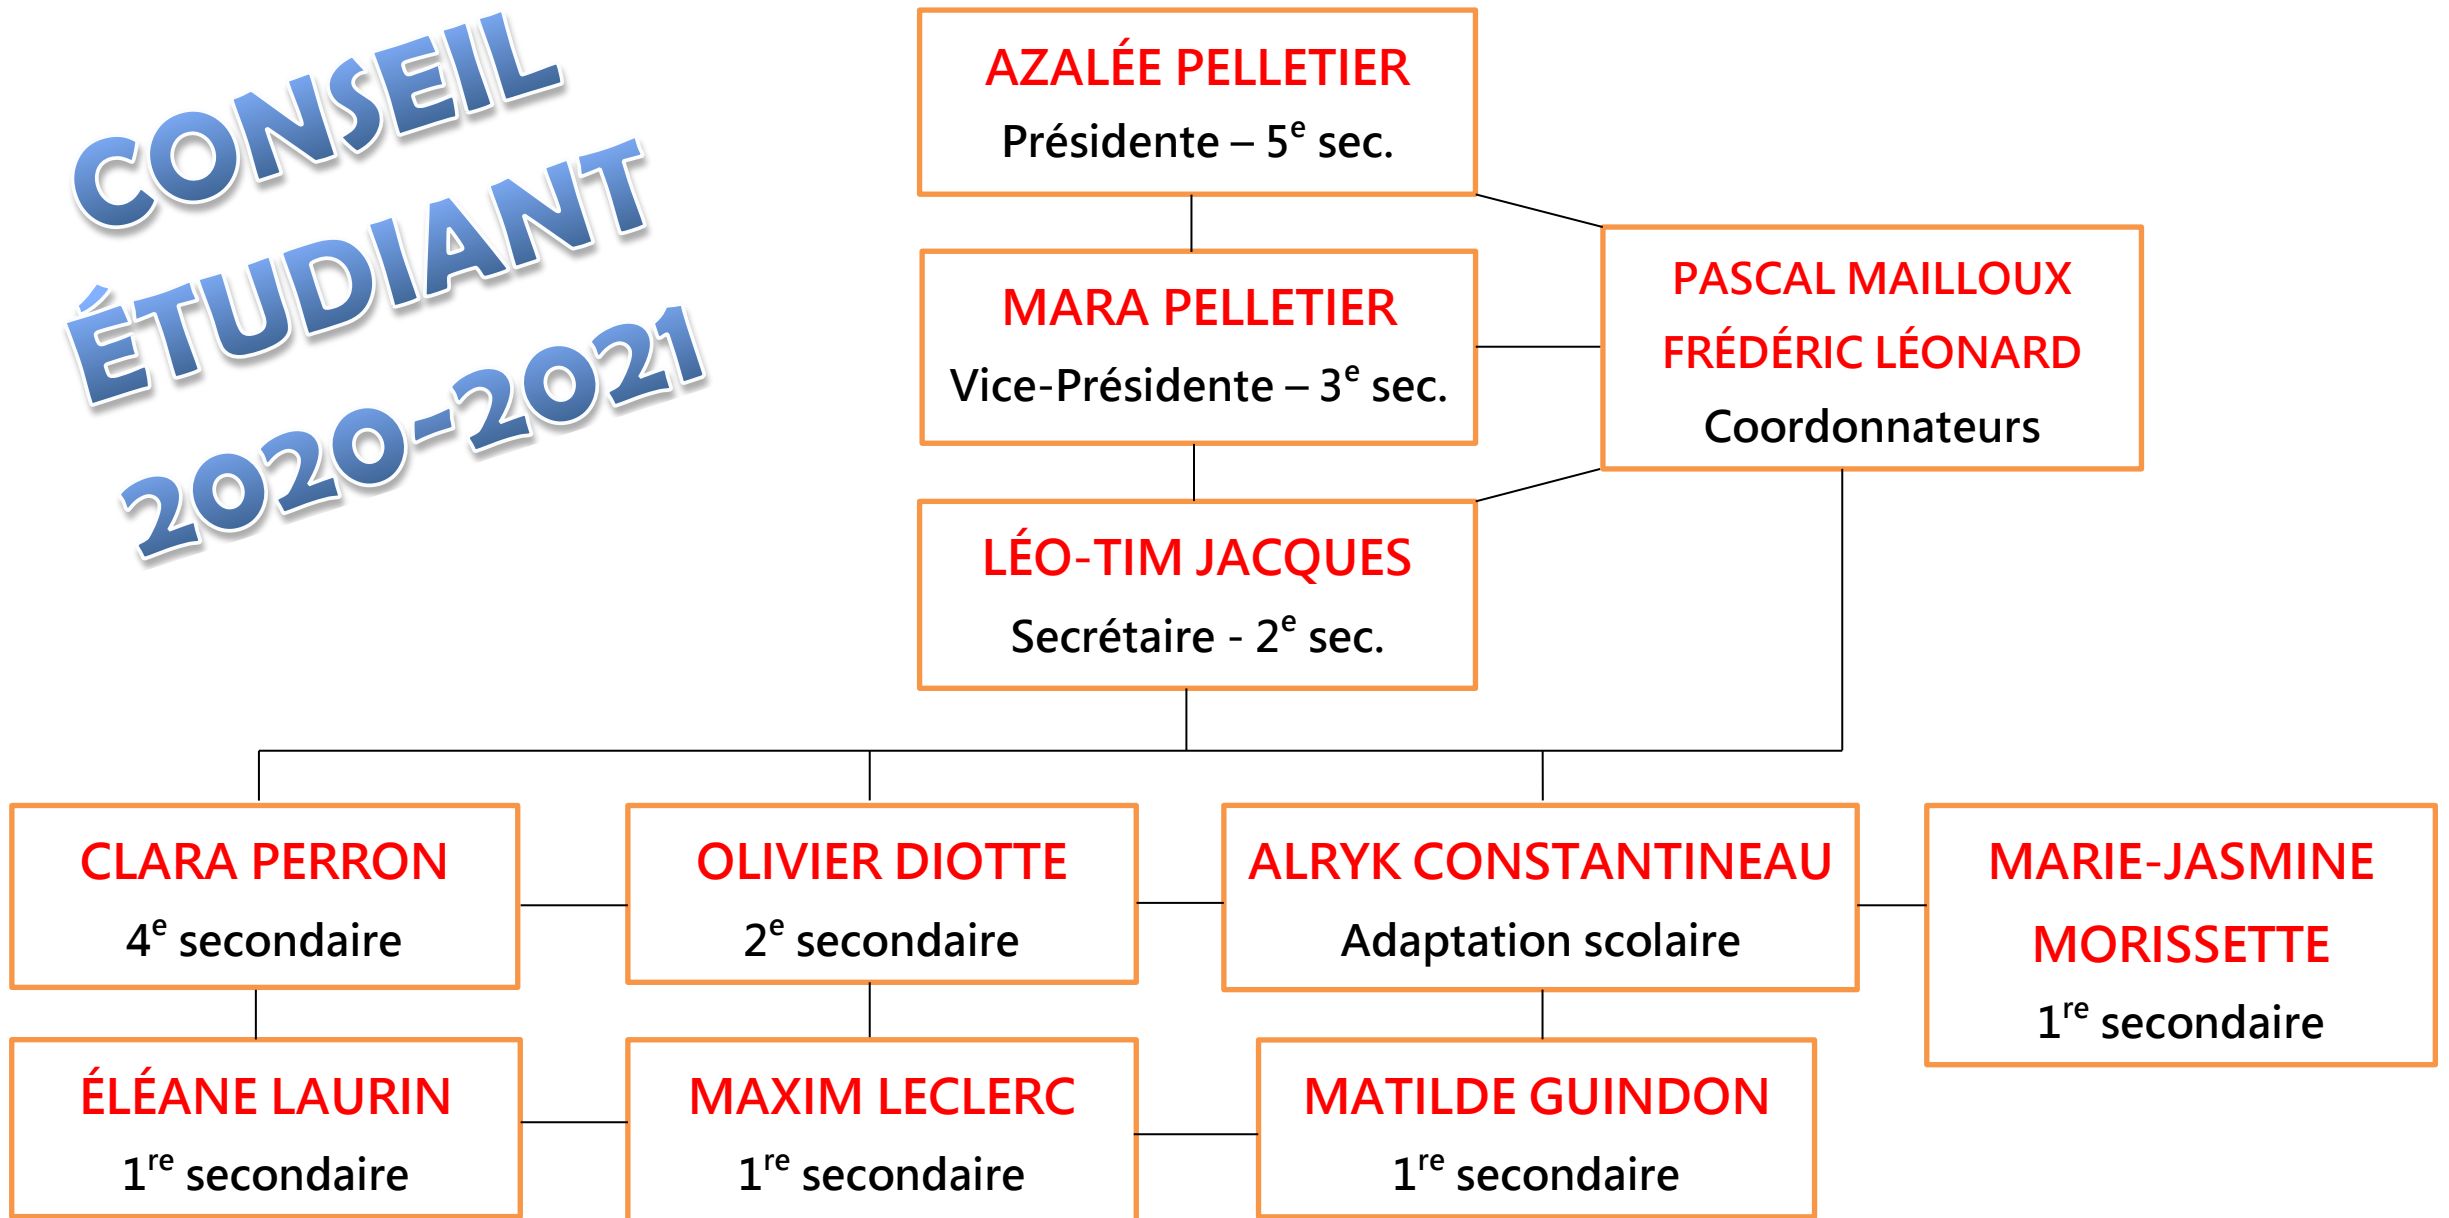 CONSEIL
ÉTUDIANT
2020-2021
AZALÉE PELLETIER
Présidente – 5e sec.
MARA PELLETIER
Vice-Présidente – 3e sec.
PASCAL MAILLOUX
FRÉDÉRIC LÉONARD
Coordonnateurs
LÉO-TIM JACQUES
Secrétaire - 2e sec.
CLARA PERRON
4e secondaire
OLIVIER DIOTTE
2e secondaire
ALRYK CONSTANTINEAU
Adaptation scolaire
MARIE-JASMINE
MORISSETTE
1re secondaire
ÉLÉANE LAURIN
1re secondaire
MAXIM LECLERC
1re secondaire
MATILDE GUINDON
1re secondaire